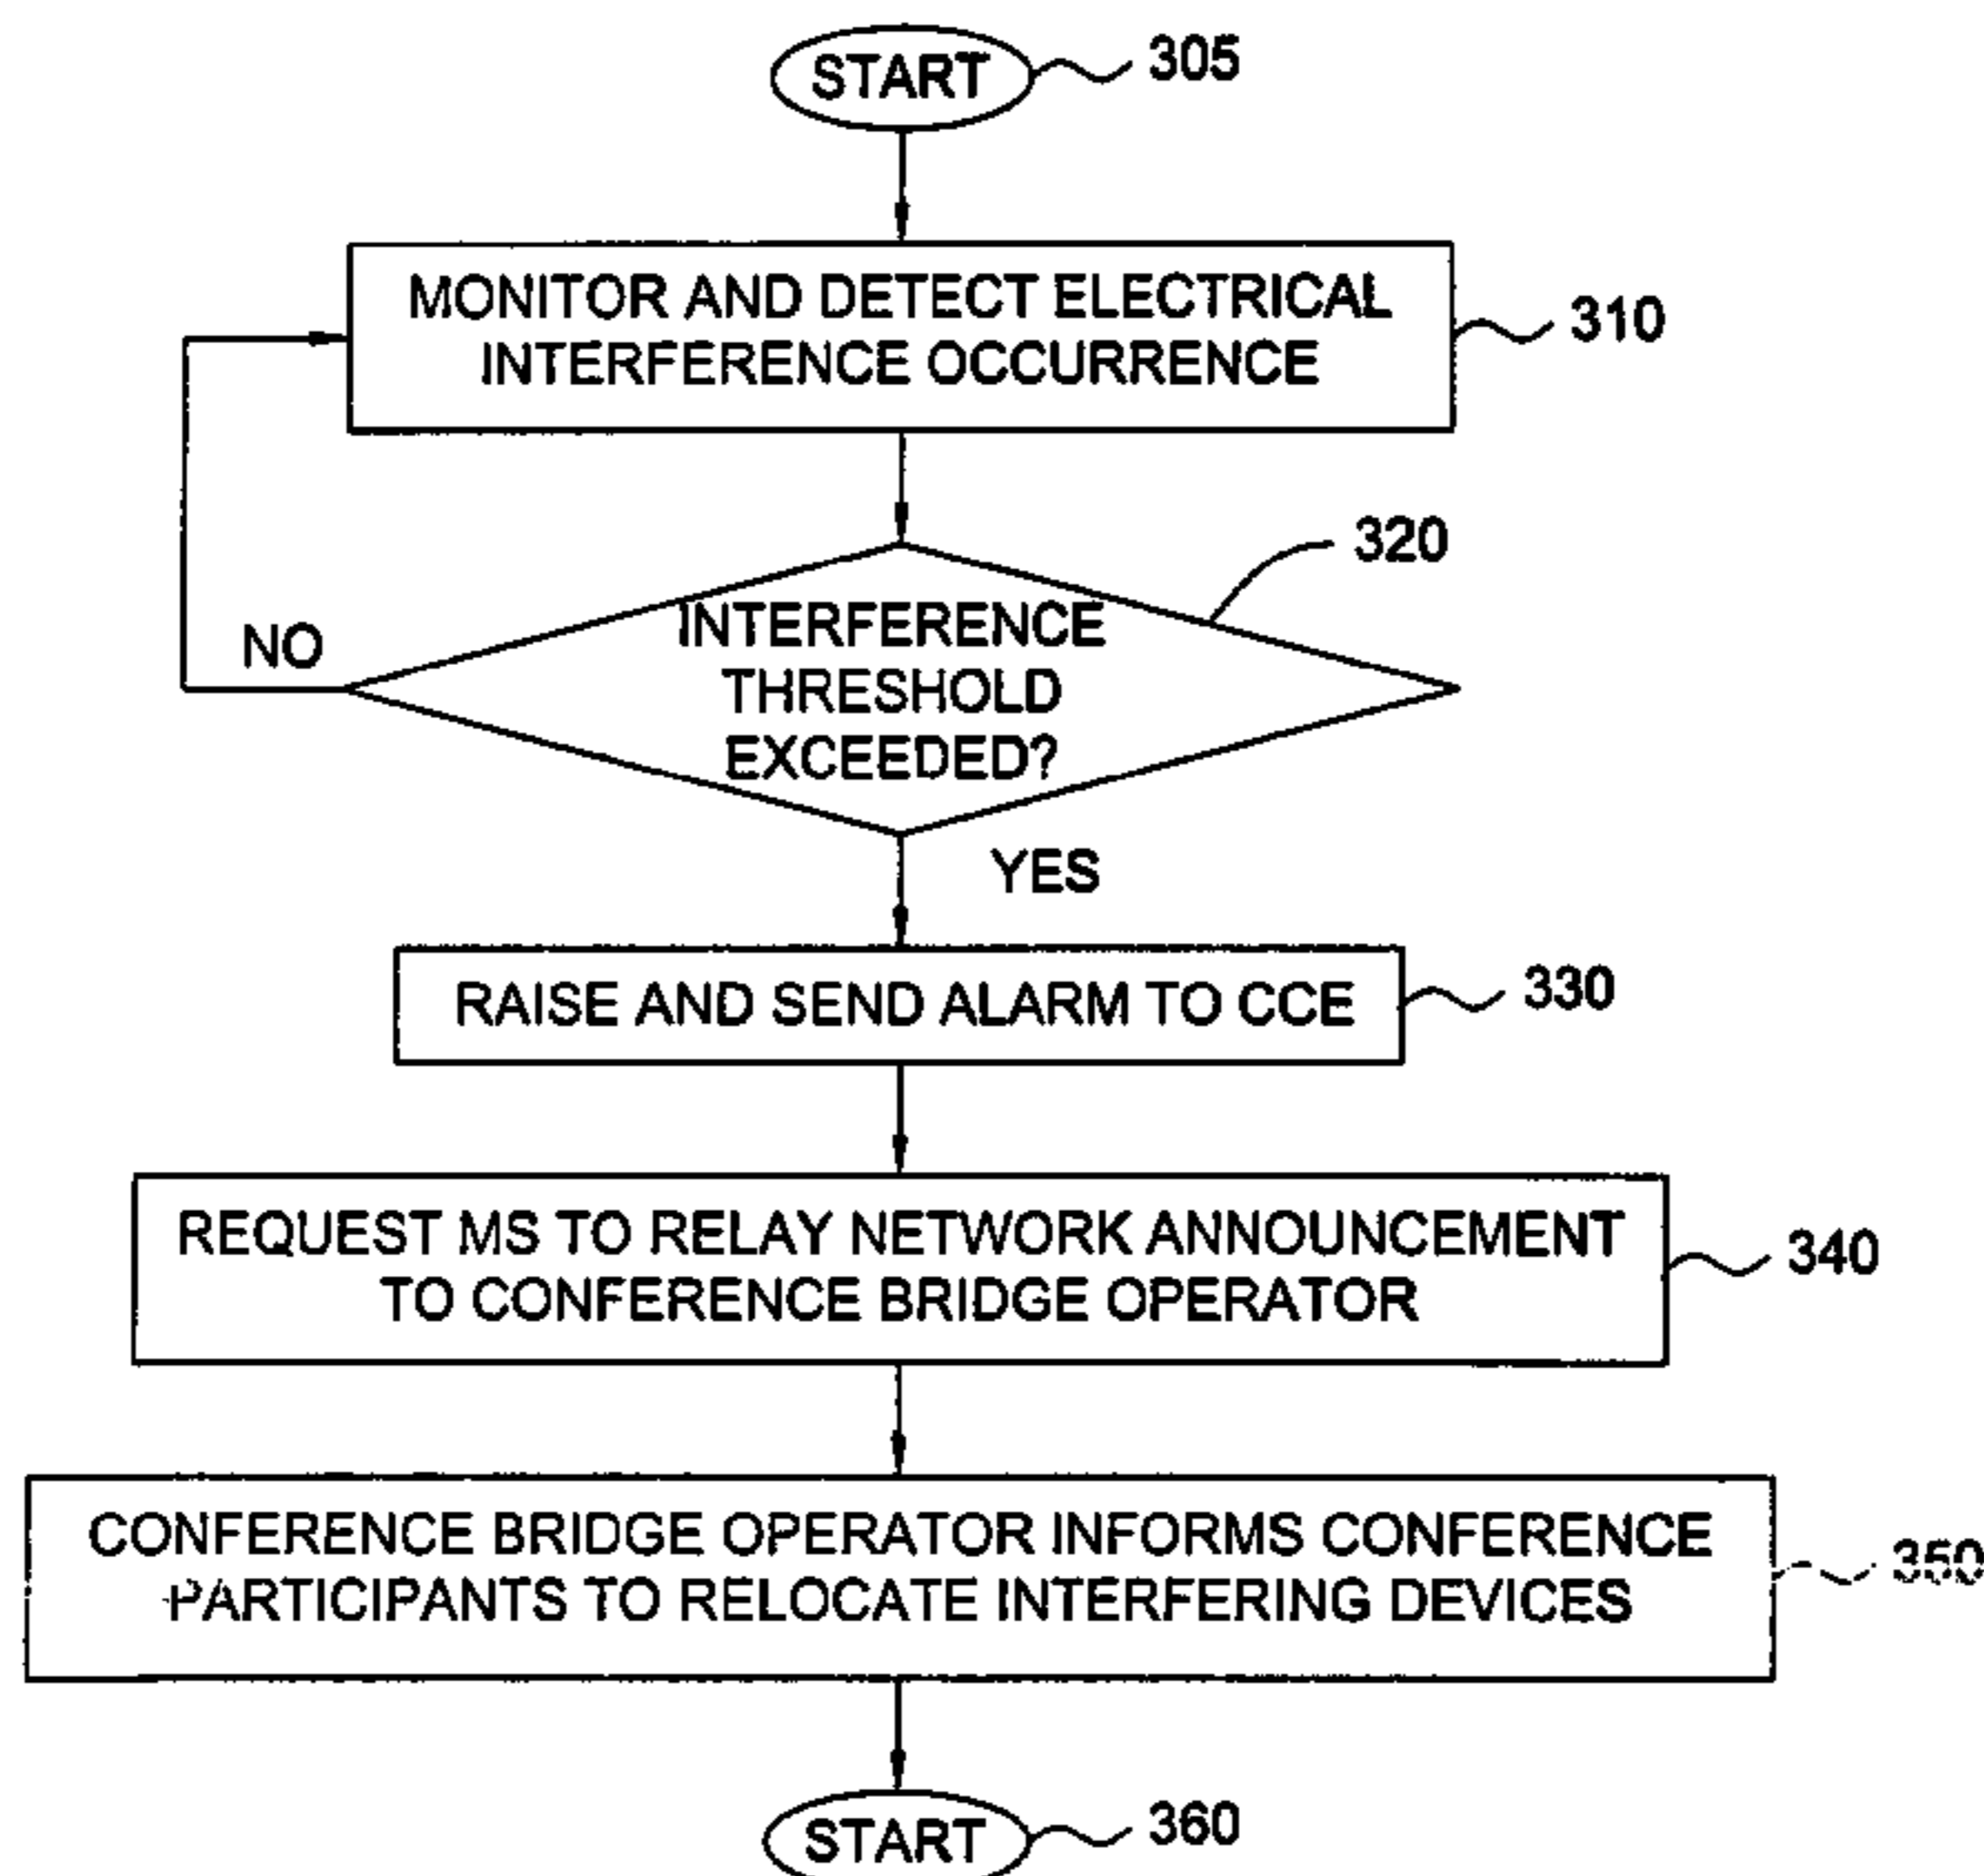 START
305
MONITOR AND DETECT ELECTRICAL
INTERFERENCE OCCURRENCE
310
320
INTERFERENCE
THRESHOLD
EXCEEDED?
NO
YES
RAISE AND SEND ALARM TO CCE
330
REQUEST MS TO RELAY NETWORK ANNOUNCEMENT
TO CONFERENCE BRIDGE OPERATOR
340
CONFERENCE BRIDGE OPERATOR INFORMS CONFERENCE
PARTICIPANTS TO RELOCATE INTERFERING DEVICES
350
START
360